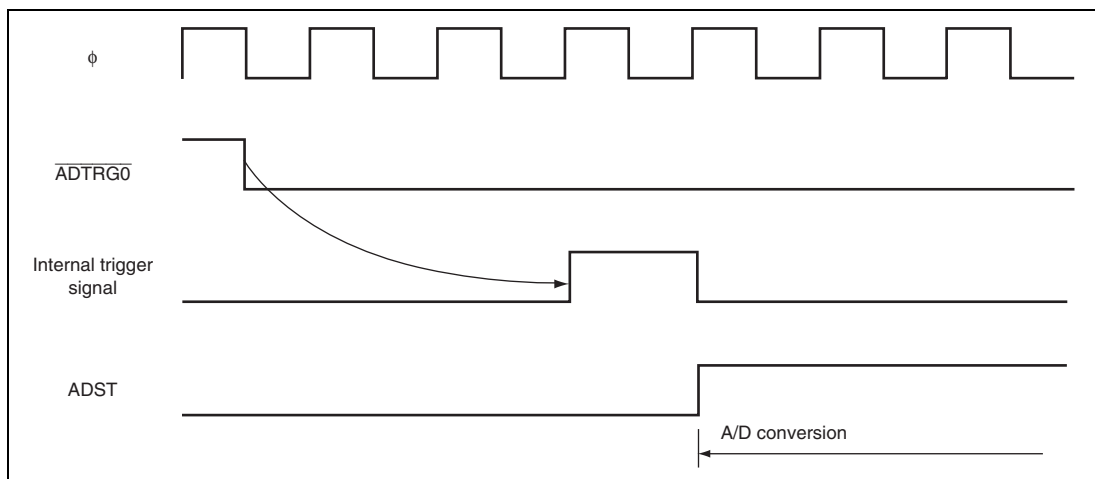 ϕ
ADTRG0
Internal trigger
signal
ADST
A/D conversion